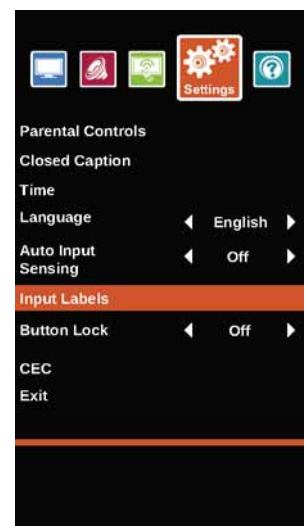 Settings
Parental Controls
Closed Caption
Time
Language English
Auto Input
Sensing Off
Input Labels
Button Lock Off
CEC
Exit